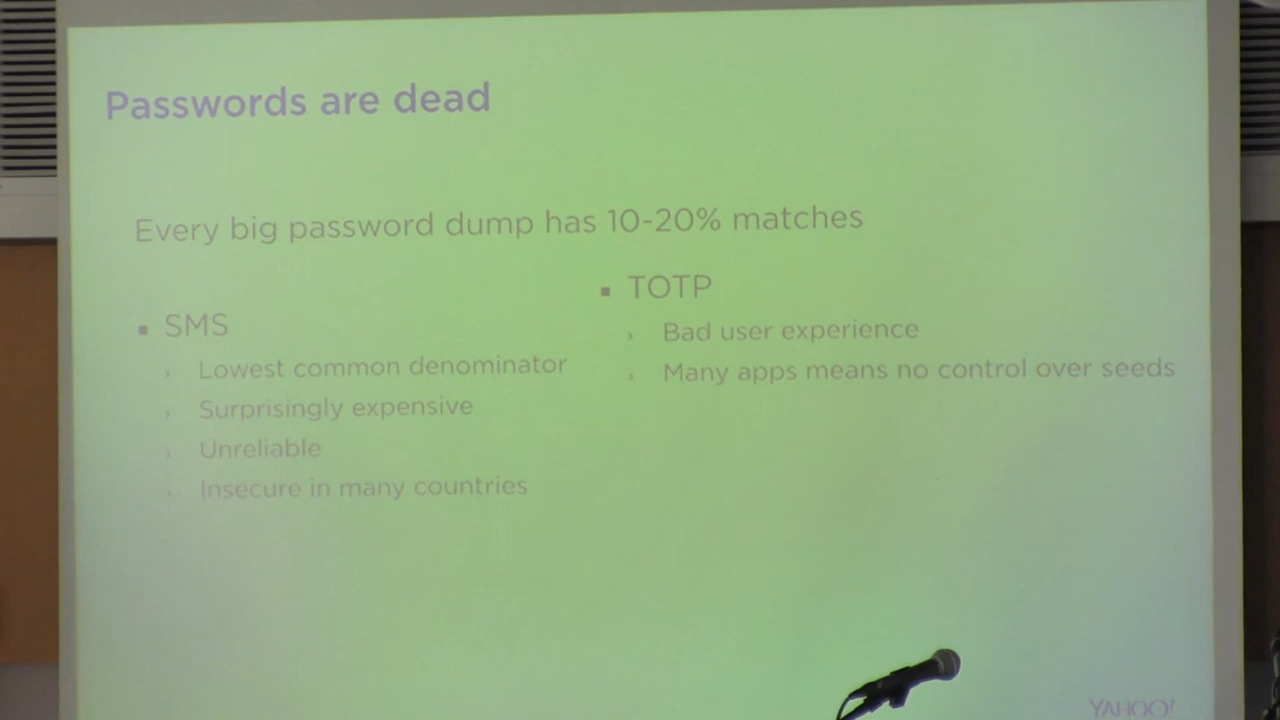 Passwords are dead
Every big password dump has 10-20% matches
▪ SMS
› Lowest common denominator
› Surprisingly expensive
› Unreliable
› Insecure in many countries
▪ TOTP
› Bad user experience
› Many apps means no control over seeds
YAHOO!